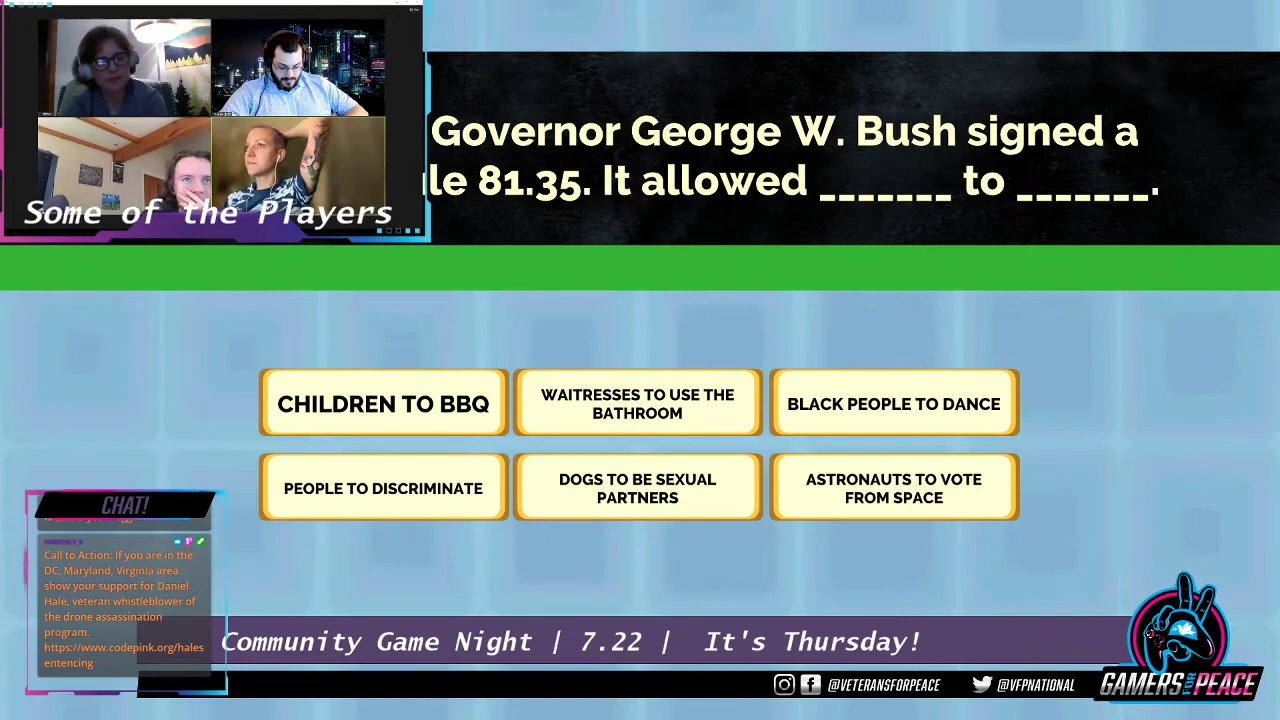 Governor George W. Bush signed a
le 81.35. It allowed _______ to _______.
Some of the Players
CHILDREN TO BBQ
WAITRESSES TO USE THE
BATHROOM
BLACK PEOPLE TO DANCE
PEOPLE TO DISCRIMINATE
DOGS TO BE SEXUAL
PARTNERS
ASTRONAUTS TO VOTE
FROM SPACE
CHAT!
Call to Action: If you are in the
DC, Maryland, Virginia area
show your support for Daniel
Hale, veteran whistleblower of
the drone assassination
program.
https://www.codepink.org/hales
entencing
Community Game Night | 7.22 | It's Thursday!
@VETERANSFORPEACE
@VFPNATIONAL
GAMERS FOR PEACE